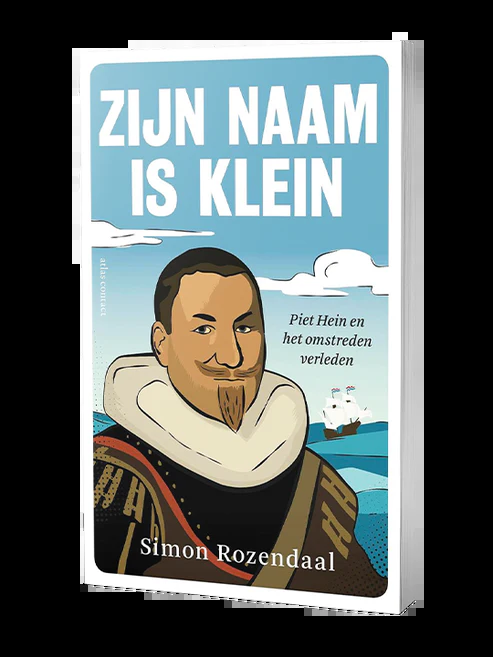 ZIJN NAAM
IS KLEIN
atlas contact
Piet Hein en
het omstreden
verleden
Simon Rozendaal